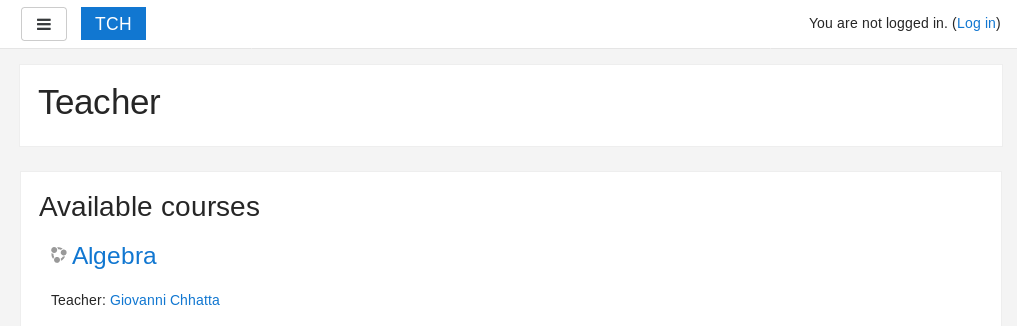 TCH
You are not logged in. (Log in)
Teacher
Available courses
Algebra
Teacher: Giovanni Chhatta